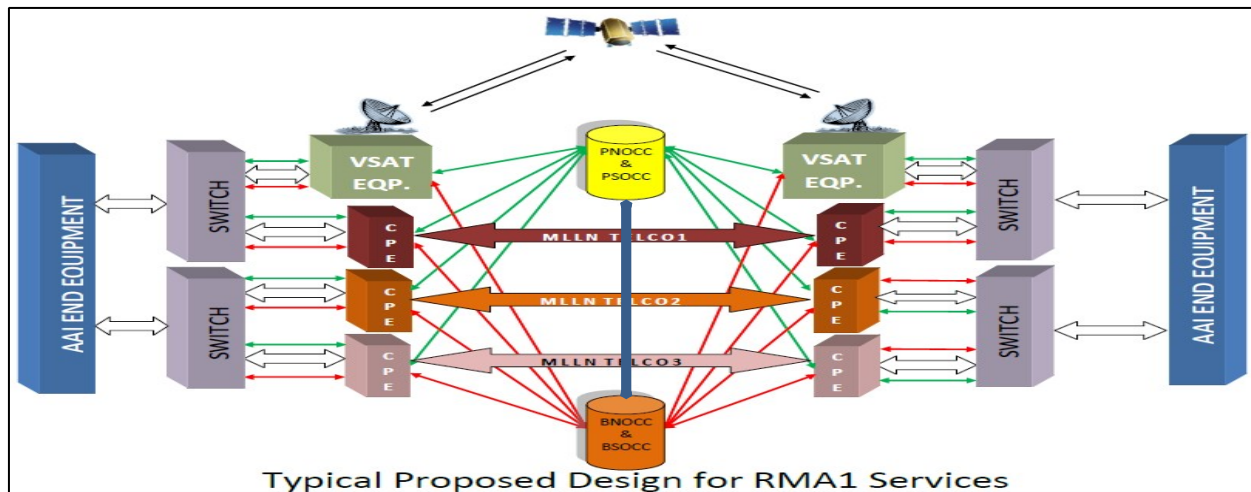 VSAT
EQP.
PNOCC
&
PSOCC
VSAT
EQP.
AAI END EQUIPMENT
SWITCH
SWITCH
CPE
CPE
CPE
MLLN TELCO1
MLLN TELCO2
MLLN TELCO3
CPE
CPE
CPE
SWITCH
SWITCH
AAI END EQUIPMENT
BNOCC
&
BSOCC
Typical Proposed Design for RMA1 Services